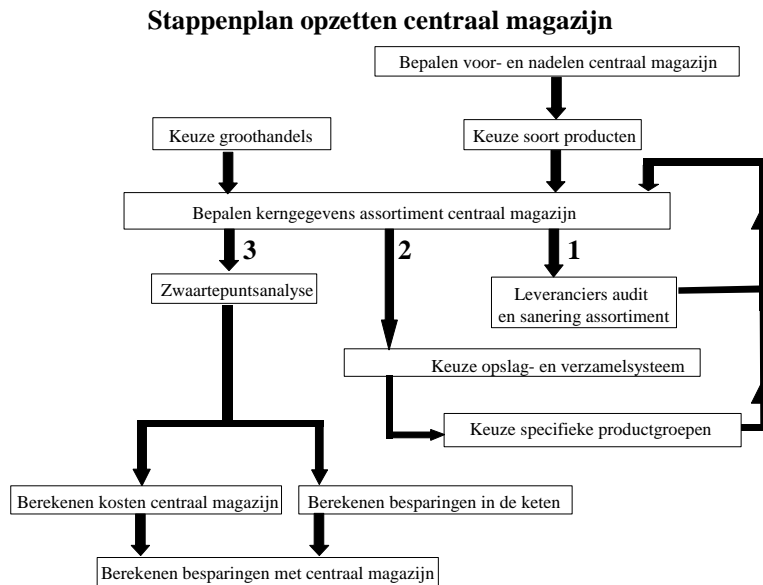 Stappenplan opzetten centraal magazijn
Bepalen voor- en nadelen centraal magazijn
Keuze groothandels
Keuze soort producten
Bepalen kerngegevens assortiment centraal magazijn
3
2
1
Zwaartepuntsanalyse
Leveranciers audit
en sanering assortiment
Keuze opslag- en verzamelsysteem
Keuze specifieke productgroepen
Berekenen kosten centraal magazijn
Berekenen besparingen in de keten
Berekenen besparingen met centraal magazijn